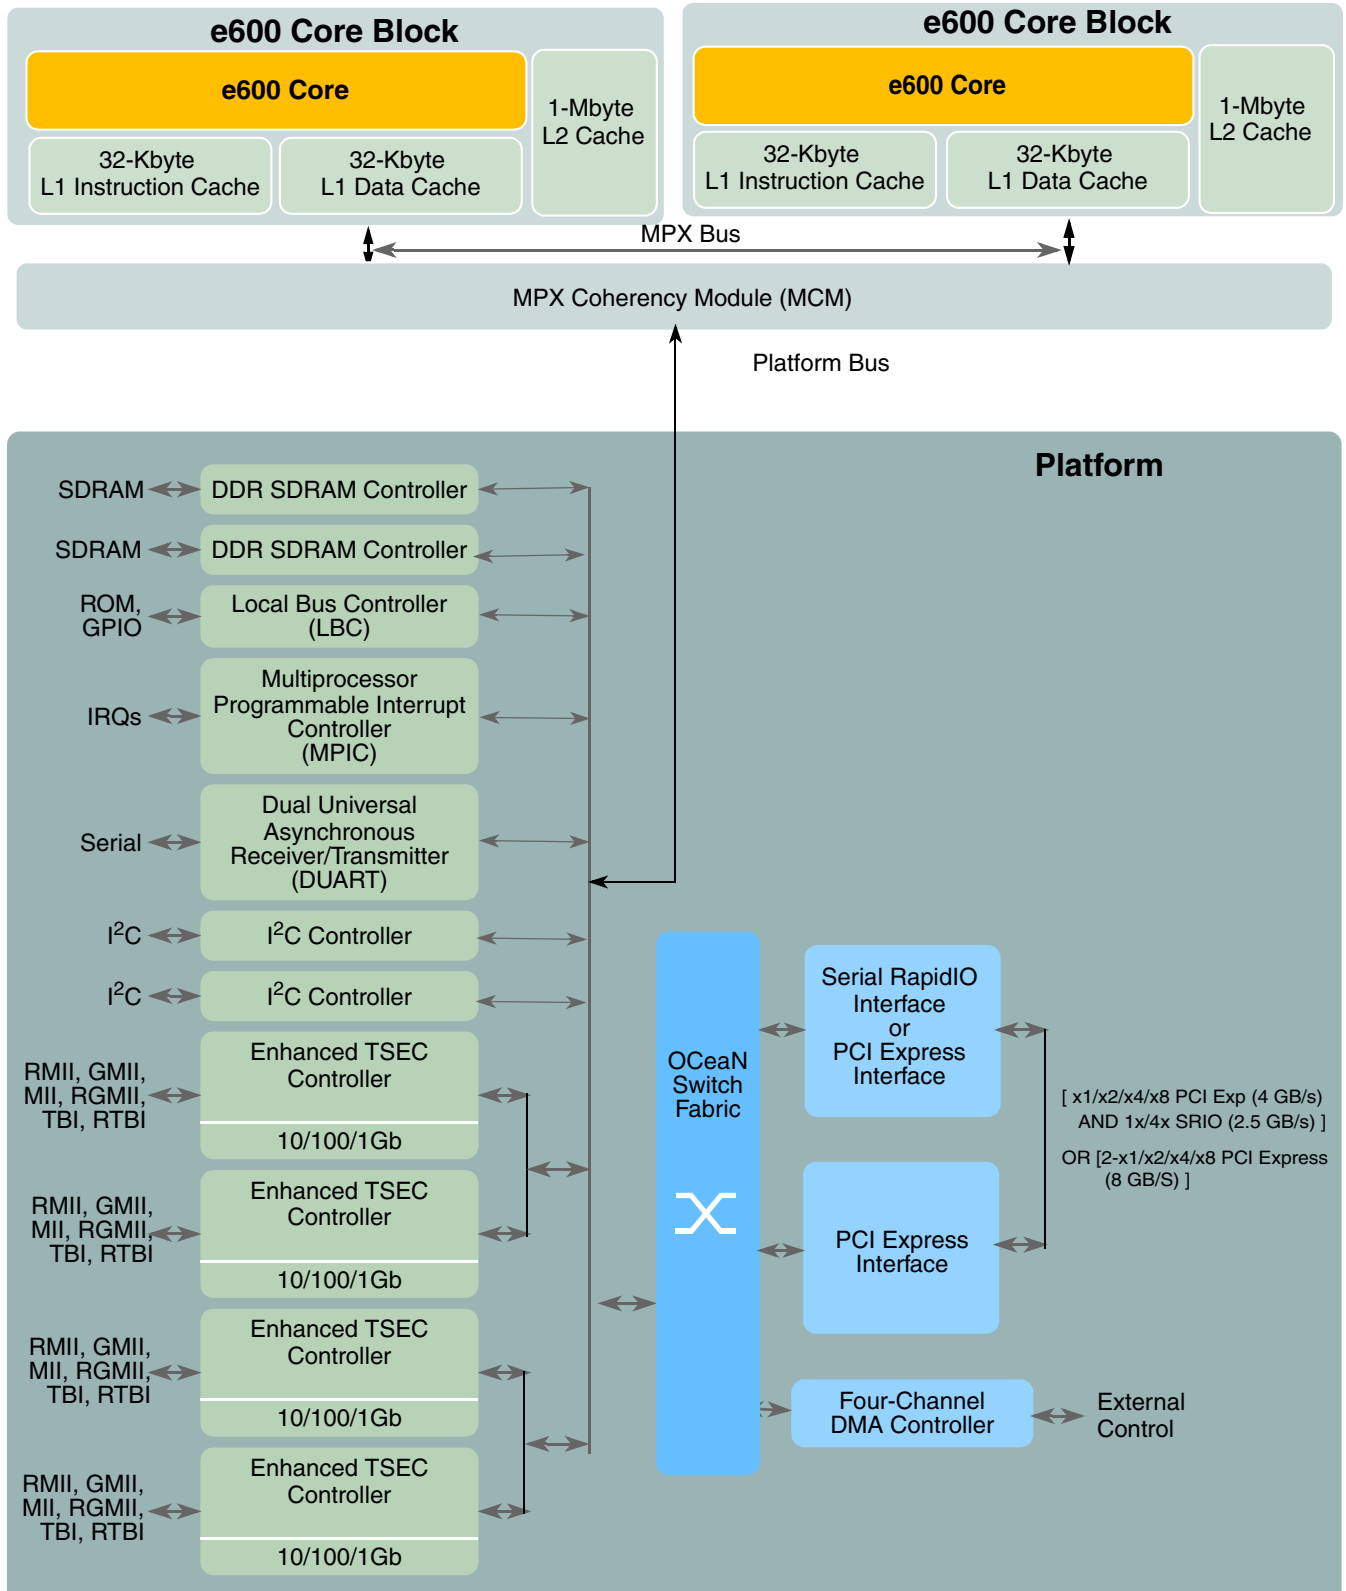 e600 Core Block
e600 Core
1-Mbyte
L2 Cache
32-Kbyte
L1 Instruction Cache
32-Kbyte
L1 Data Cache
e600 Core Block
e600 Core
1-Mbyte
L2 Cache
32-Kbyte
L1 Instruction Cache
32-Kbyte
L1 Data Cache
MPX Bus
MPX Coherency Module (MCM)
Platform Bus
Platform
SDRAM
DDR SDRAM Controller
SDRAM
DDR SDRAM Controller
ROM,
GPIO
Local Bus Controller
(LBC)
IRQs
Multiprocessor
Programmable Interrupt
Controller
(MPIC)
Serial
Dual Universal
Asynchronous
Receiver/Transmitter
(DUART)
I²C
I²C Controller
I²C
I²C Controller
RMII, GMII,
MII, RGMII,
TBI, RTBI
Enhanced TSEC
Controller
10/100/1Gb
RMII, GMII,
MII, RGMII,
TBI, RTBI
Enhanced TSEC
Controller
10/100/1Gb
RMII, GMII,
MII, RGMII,
TBI, RTBI
Enhanced TSEC
Controller
10/100/1Gb
RMII, GMII,
MII, RGMII,
TBI, RTBI
Enhanced TSEC
Controller
10/100/1Gb
OCeaN
Switch
Fabric
Serial RapidIO
Interface
or
PCI Express
Interface
[ x1/x2/x4/x8 PCI Exp (4 GB/s)
AND 1x/4x SRIO (2.5 GB/s) ]
OR [2-x1/x2/x4/x8 PCI Express
(8 GB/S) ]
PCI Express
Interface
Four-Channel
DMA Controller
External
Control